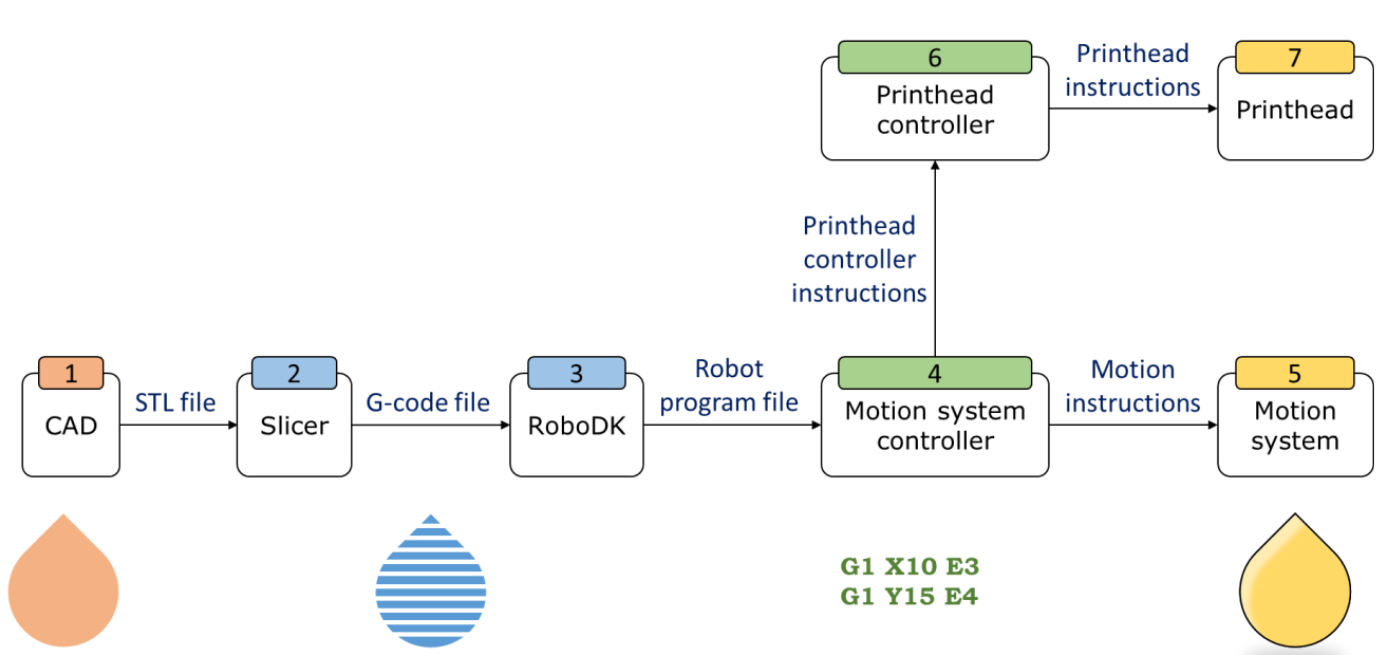 6
Printhead
controller
Printhead
instructions
7
Printhead
Printhead
controller
instructions
1
CAD
STL file
2
Slicer
G-code file
3
RoboDK
Robot
program file
4
Motion system
controller
Motion
instructions
5
Motion
system
G1 X10 E3
G1 Y15 E4